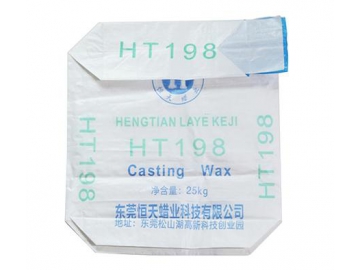 HT198
HENGTIAN LAYE KEJI
HT198
HT198
HT198
Casting Wax
净含量：25kg
东莞恒天蜡业科技有限公司
地址：东莞松山湖高新科技创业园